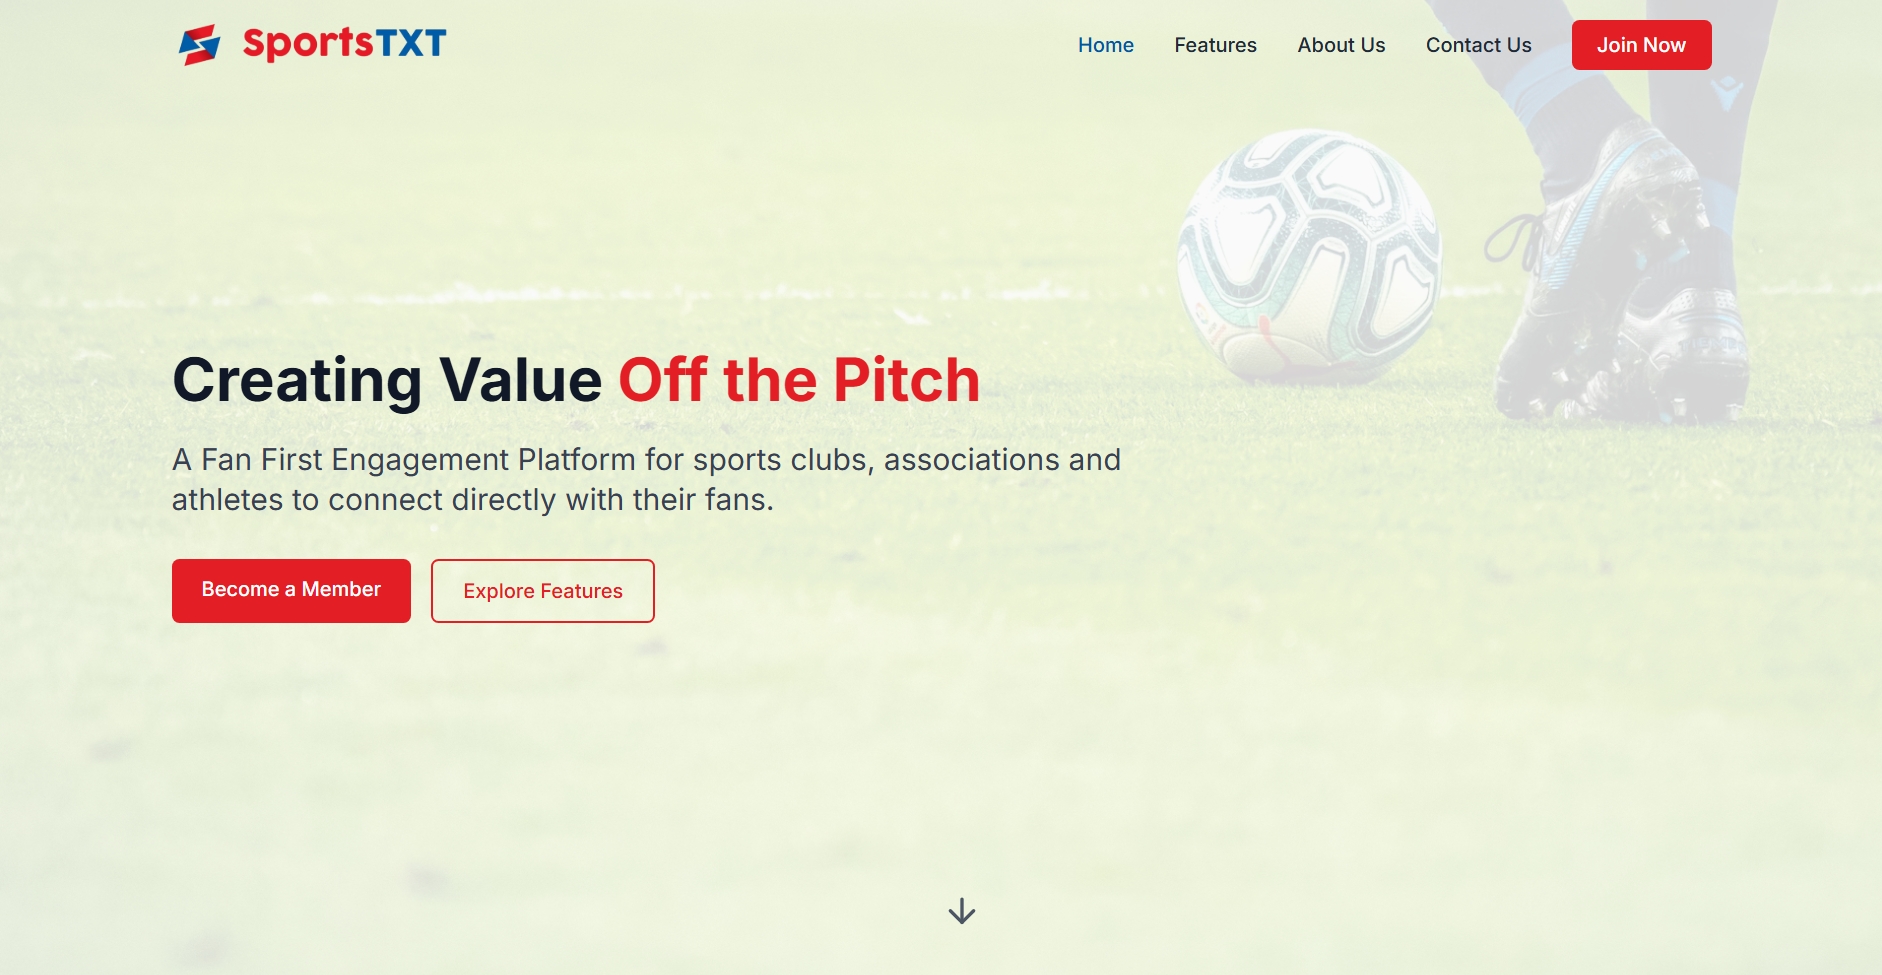 SportsTXT
Home
Features
About Us
Contact Us
Join Now
Creating Value Off the Pitch
A Fan First Engagement Platform for sports clubs, associations and
athletes to connect directly with their fans.
Become a Member
Explore Features